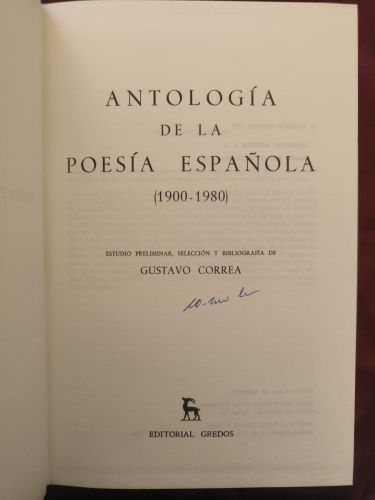 ANTOLOGÍA
DE LA
POESÍA ESPAÑOLA
(1900-1980)
ESTUDIO PRELIMINAR, SELECCIÓN Y BIBLIOGRAFÍA DE
GUSTAVO CORREA
EDITORIAL GREDOS